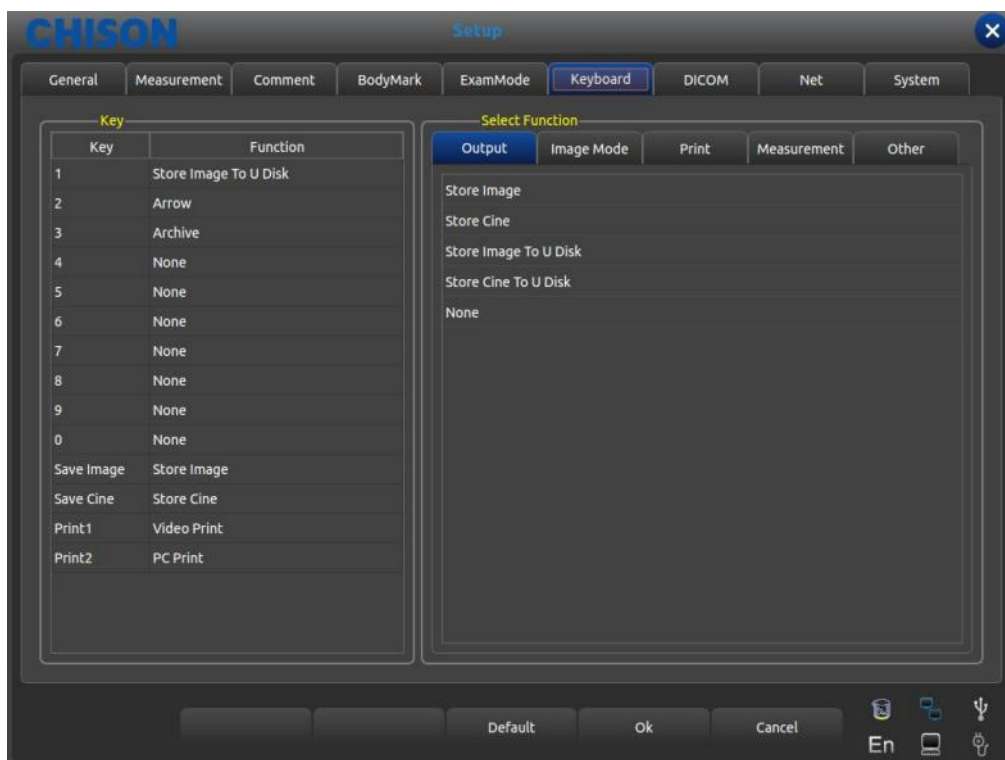 CHISON
Setup
General Measurement Comment BodyMark ExamMode Keyboard DICOM Net System
Key
Key Function
1 Store Image To U Disk
2 Arrow
3 Archive
4 None
5 None
6 None
7 None
8 None
9 None
0 None
Save Image Store Image
Save Cine Store Cine
Print1 Video Print
Print2 PC Print
Select Function
Output Image Mode Print Measurement Other
Store Image
Store Cine
Store Image To U Disk
Store Cine To U Disk
None
Default Ok Cancel
En